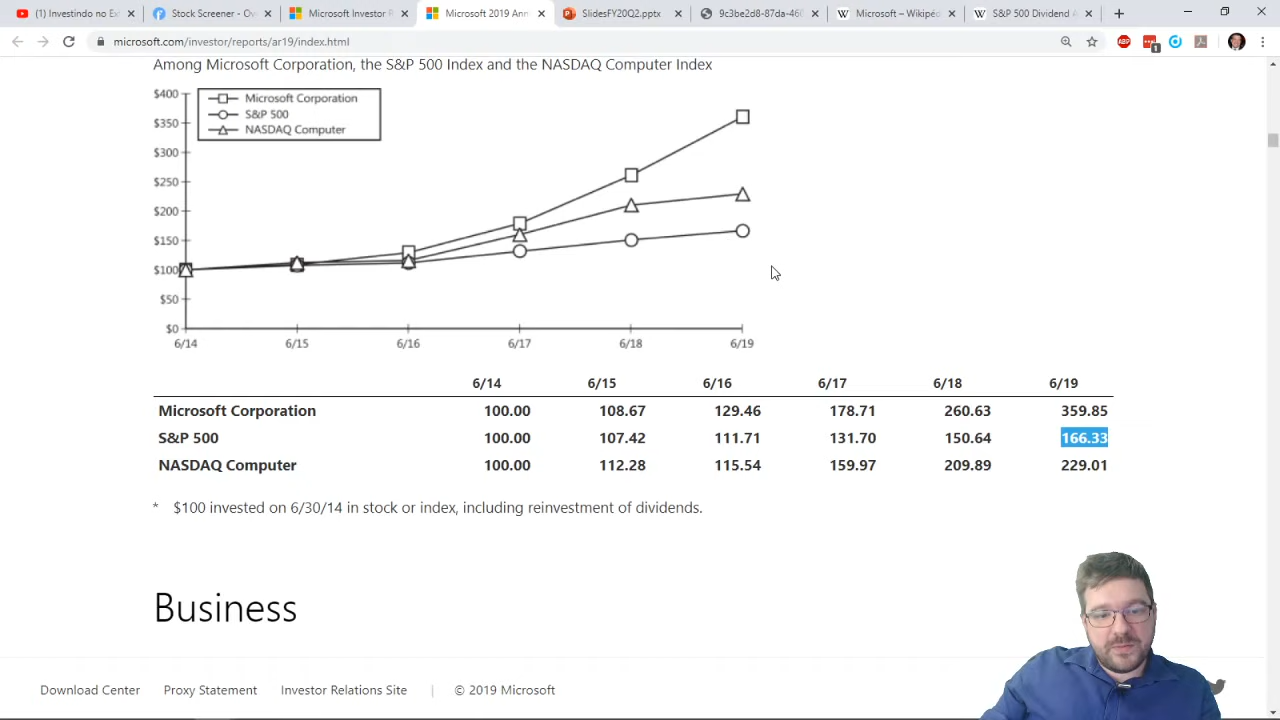 (1) Investindo no Ex
Stock Screener - Ov
Microsoft Investor R
Microsoft 2019 Ann
SlidesFY20Q2.pptx
Microsoft – Wikipéd
S&P 500 Dividend A
microsoft.com/investor/reports/ar19/index.html
ABP
1
Among Microsoft Corporation, the S&P 500 Index and the NASDAQ Computer Index
Microsoft Corporation
S&P 500
NASDAQ Computer
$400
$350
$300
$250
$200
$150
$100
$50
$0
6/14 6/15 6/16 6/17 6/18 6/19
6/14 6/15 6/16 6/17 6/18 6/19
Microsoft Corporation 100.00 108.67 129.46 178.71 260.63 359.85
S&P 500 100.00 107.42 111.71 131.70 150.64 166.33
NASDAQ Computer 100.00 112.28 115.54 159.97 209.89 229.01
* $100 invested on 6/30/14 in stock or index, including reinvestment of dividends.
Business
Download Center Proxy Statement Investor Relations Site | © 2019 Microsoft